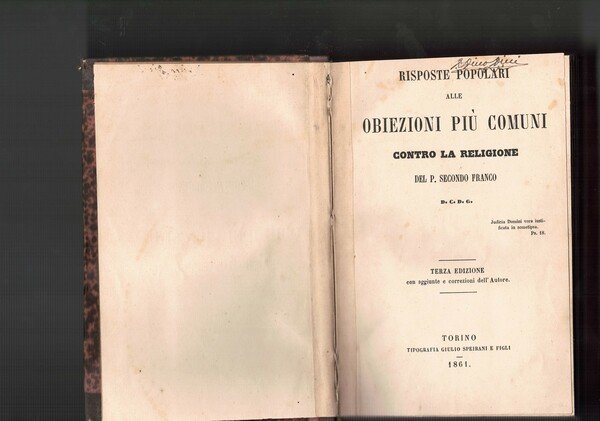 RISPOSTE POPOLARI
ALLE
OBIEZIONI PIÙ COMUNI
CONTRO LA RELIGIONE
DEL P. SECONDO FRANCO
D. C. D. G.
Judicia Domini vera iusti-
ficata in semetipsa.
Ps. 18.
TERZA EDIZIONE
con aggiunte e correzioni dell'Autore.
TORINO
TIPOGRAFIA GIULIO SPEIRANI E FIGLI
1861.